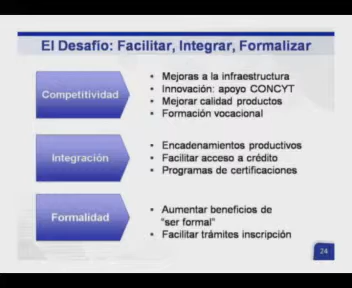 El Desafío: Facilitar, Integrar, Formalizar
Competitividad
• Mejoras a la infraestructura
• Innovación: apoyo CONCYT
• Mejorar calidad productos
• Formación vocacional
Integración
• Encadenamientos productivos
• Facilitar acceso a crédito
• Programas de certificaciones
Formalidad
• Aumentar beneficios de
"ser formal"
• Facilitar trámites inscripción
24